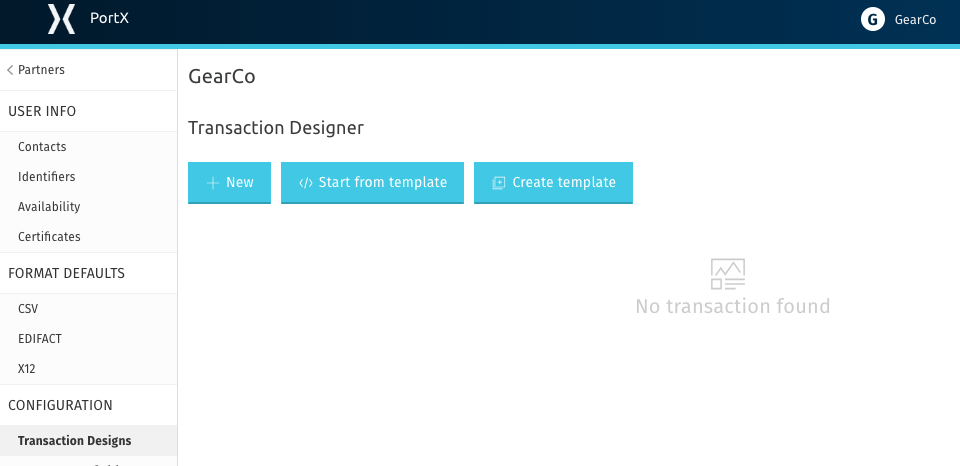 PortX
G GearCo
Partners
USER INFO
Contacts
Identifiers
Availability
Certificates
FORMAT DEFAULTS
CSV
EDIFACT
X12
CONFIGURATION
Transaction Designs
GearCo
Transaction Designer
New
Start from template
Create template
No transaction found